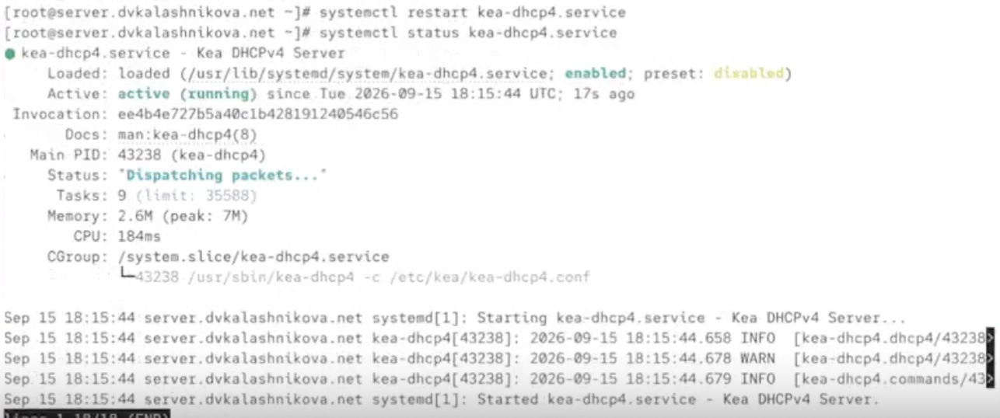 [root@server.dvkalashnikova.net ~]# systemctl restart kea-dhcp4.service
[root@server.dvkalashnikova.net ~]# systemctl status kea-dhcp4.service
● kea-dhcp4.service - Kea DHCPv4 Server
Loaded: loaded (/usr/lib/systemd/system/kea-dhcp4.service; enabled; preset: disabled)
Active: active (running) since Tue 2026-09-15 18:15:44 UTC; 17s ago
Invocation: ee4b4e727b5a40c1b428191240546c56
Docs: man:kea-dhcp4(8)
Main PID: 43238 (kea-dhcp4)
Status: "Dispatching packets..."
Tasks: 9 (limit: 35588)
Memory: 2.6M (peak: 7M)
CPU: 184ms
CGroup: /system.slice/kea-dhcp4.service
└─43238 /usr/sbin/kea-dhcp4 -c /etc/kea/kea-dhcp4.conf
Sep 15 18:15:44 server.dvkalashnikova.net systemd[1]: Starting kea-dhcp4.service - Kea DHCPv4 Server...
Sep 15 18:15:44 server.dvkalashnikova.net kea-dhcp4[43238]: 2026-09-15 18:15:44.658 INFO [kea-dhcp4.dhcp4/43238>
Sep 15 18:15:44 server.dvkalashnikova.net kea-dhcp4[43238]: 2026-09-15 18:15:44.678 WARN [kea-dhcp4.dhcp4/43238>
Sep 15 18:15:44 server.dvkalashnikova.net kea-dhcp4[43238]: 2026-09-15 18:15:44.679 INFO [kea-dhcp4.commands/43>
Sep 15 18:15:44 server.dvkalashnikova.net systemd[1]: Started kea-dhcp4.service - Kea DHCPv4 Server.
lines 1-18/18 (END)